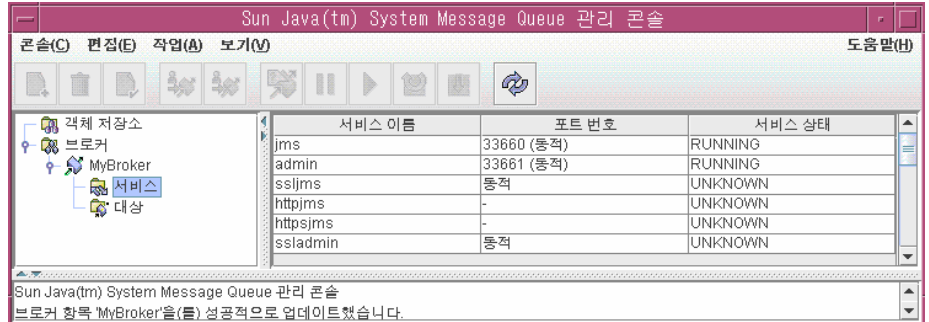 Sun Java(tm) System Message Queue 관리 콘솔
콘솔(C) 편집(E) 작업(A) 보기(V) 도움말(H)
객체 저장소
브로커
MyBroker
서비스
대상
서비스 이름 포트 번호 서비스 상태
jms 33660 (동적) RUNNING
admin 33661 (동적) RUNNING
ssljms 동적 UNKNOWN
httpjms - UNKNOWN
httpsjms - UNKNOWN
ssladmin 동적 UNKNOWN
Sun Java(tm) System Message Queue 관리 콘솔
브로커 항목 'MyBroker'을(를) 성공적으로 업데이트했습니다.